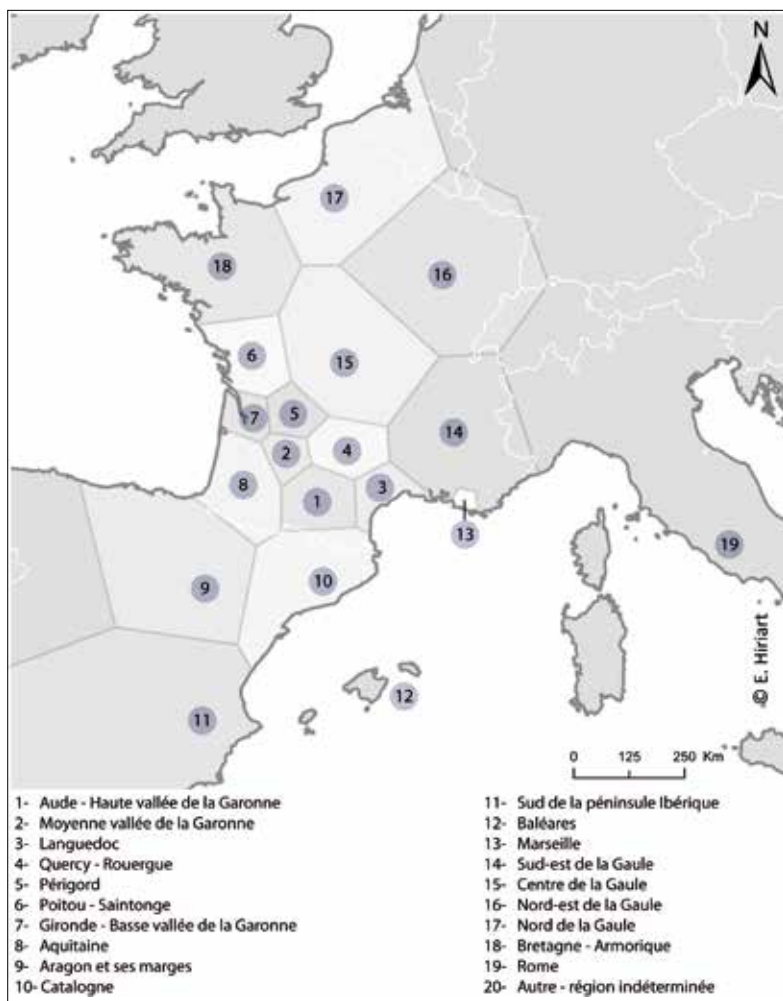 N
17
18
16
6
15
7
5
14
2
4
8
1
3
13
19
10
9
© E. Hiriart
12
11
0 125 250 Km
1- Aude - Haute vallée de la Garonne
2- Moyenne vallée de la Garonne
3- Languedoc
4- Quercy - Rouergue
5- Périgord
6- Poitou - Saintonge
7- Gironde - Basse vallée de la Garonne
8- Aquitaine
9- Aragon et ses marges
10- Catalogne
11- Sud de la péninsule Ibérique
12- Baléares
13- Marseille
14- Sud-est de la Gaule
15- Centre de la Gaule
16- Nord-est de la Gaule
17- Nord de la Gaule
18- Bretagne - Armorique
19- Rome
20- Autre - région indéterminée